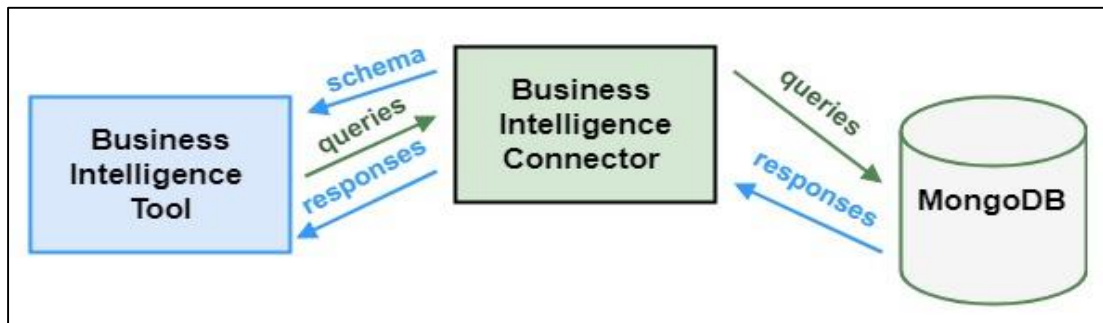 Business
Intelligence
Tool
schema
queries
responses
Business
Intelligence
Connector
queries
responses
MongoDB